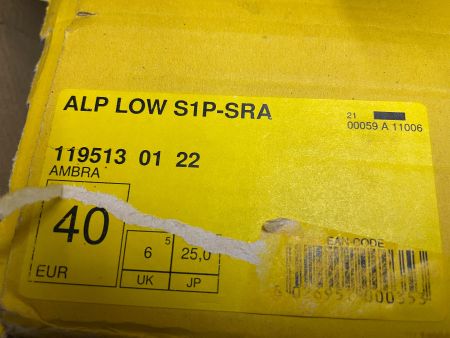 ALP LOW S1P-SRA
21
00059 A 11006
119513 01 22
AMBRA
40
EUR
6 5
25,0
UK
JP
EAN-CODE